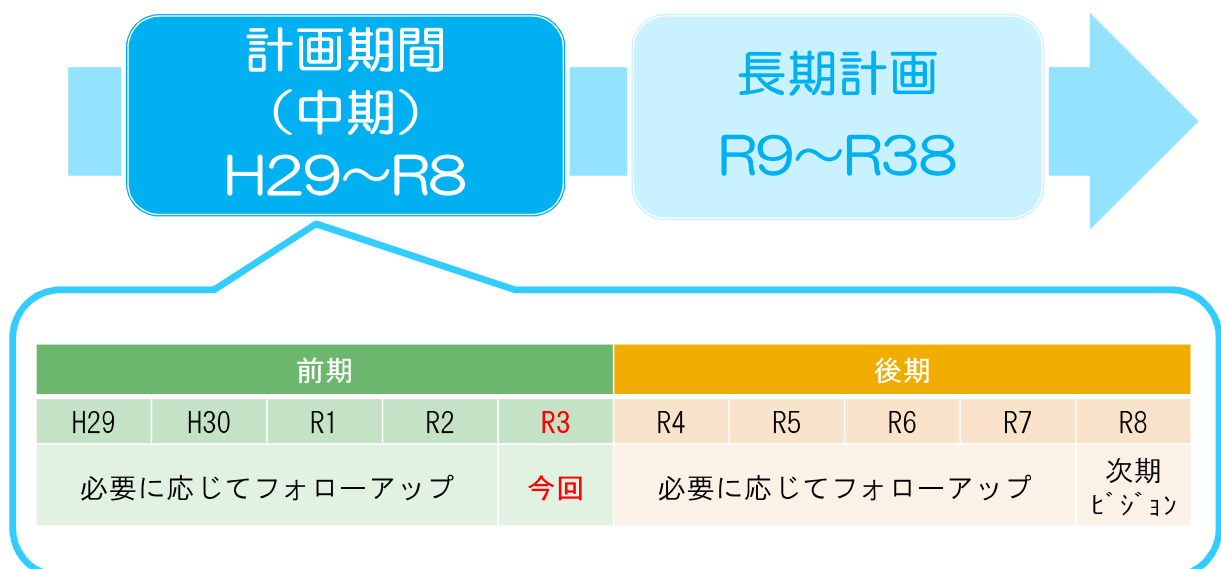 計画期間
（中期）
H29～R8
長期計画
R9～R38
前期 後期
H29 H30 R1 R2 R3 R4 R5 R6 R7 R8
必要に応じてフォローアップ 今回 必要に応じてフォローアップ 次期
ﾋﾞｼﾞｮﾝ